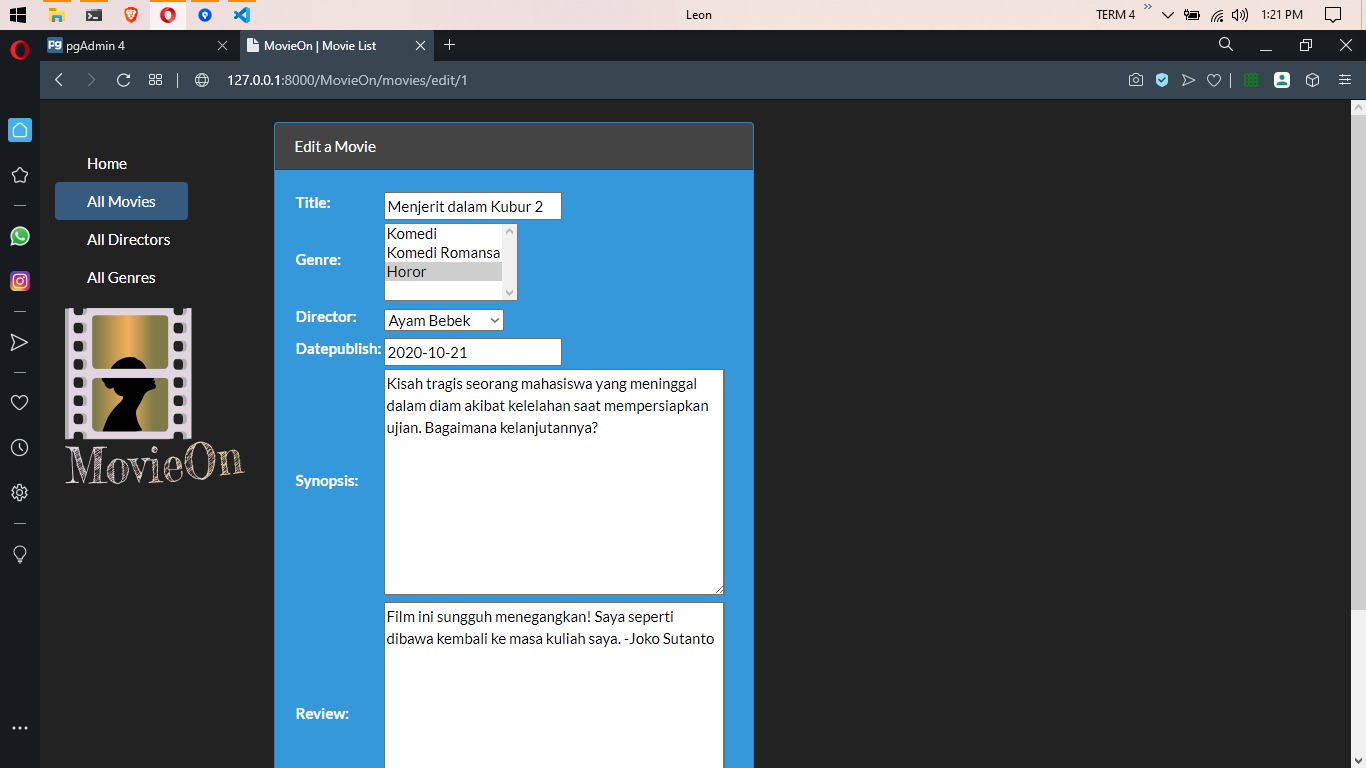 Leon
TERM 4
1:21 PM
pgAdmin 4
MovieOn | Movie List
127.0.0.1:8000/MovieOn/movies/edit/1
Home
All Movies
All Directors
All Genres
MovieOn
Edit a Movie
Title:
Menjerit dalam Kubur 2
Genre:
Komedi
Komedi Romansa
Horor
Director:
Ayam Bebek
Datepublish:
2020-10-21
Synopsis:
Kisah tragis seorang mahasiswa yang meninggal
dalam diam akibat kelelahan saat mempersiapkan
ujian. Bagaimana kelanjutannya?
Review:
Film ini sungguh menegangkan! Saya seperti
dibawa kembali ke masa kuliah saya. -Joko Sutanto